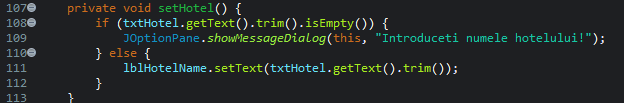 107 private void setHotel() {
108 if (txtHotel.getText().trim().isEmpty()) {
109 JOptionPane.showMessageDialog(this, "Introduceti numele hotelului!");
110 } else {
111 lblHotelName.setText(txtHotel.getText().trim());
112 }
113 }